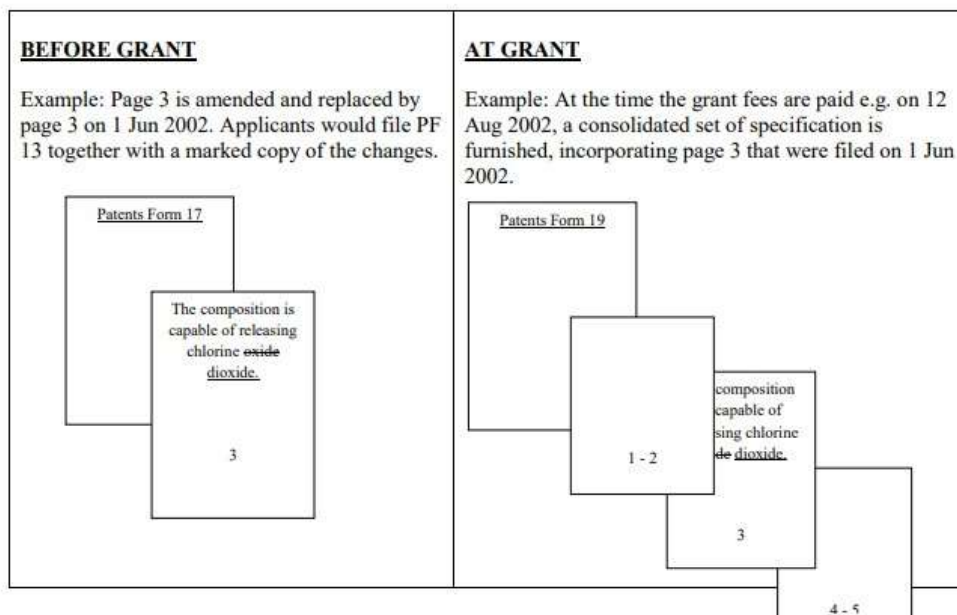 BEFORE GRANT
Example: Page 3 is amended and replaced by
page 3 on 1 Jun 2002. Applicants would file PF
13 together with a marked copy of the changes.
Patents Form 17
The composition is
capable of releasing
chlorine oxide
dioxide.
3
AT GRANT
Example: At the time the grant fees are paid e.g. on 12
Aug 2002, a consolidated set of specification is
furnished, incorporating page 3 that were filed on 1 Jun
2002.
Patents Form 19
1 - 2
composition
capable of
sing chlorine
de dioxide.
3
4 - 5